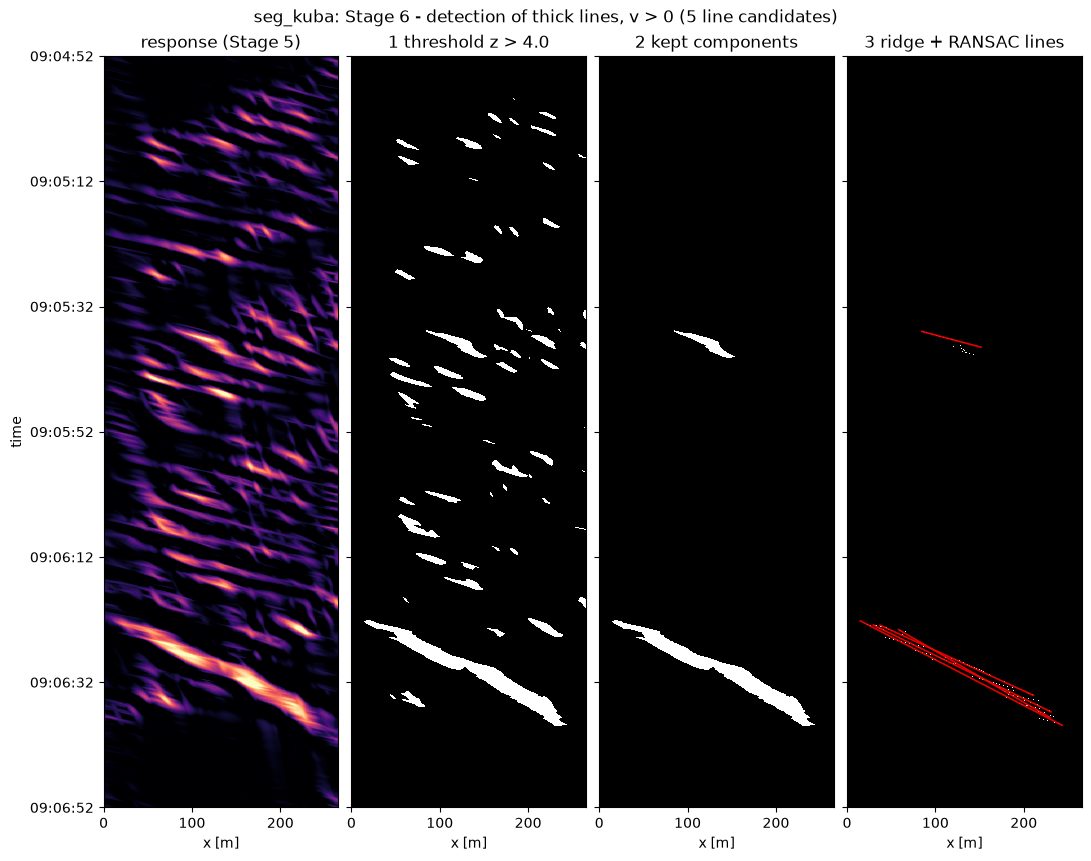 seg_kuba: Stage 6 - detection of thick lines, v > 0 (5 line candidates)
response (Stage 5)
1 threshold z > 4.0
2 kept components
3 ridge + RANSAC lines
time
09:04:52
09:05:12
09:05:32
09:05:52
09:06:12
09:06:32
09:06:52
0 100 200
0 100 200
0 100 200
0 100 200
x [m]
x [m]
x [m]
x [m]